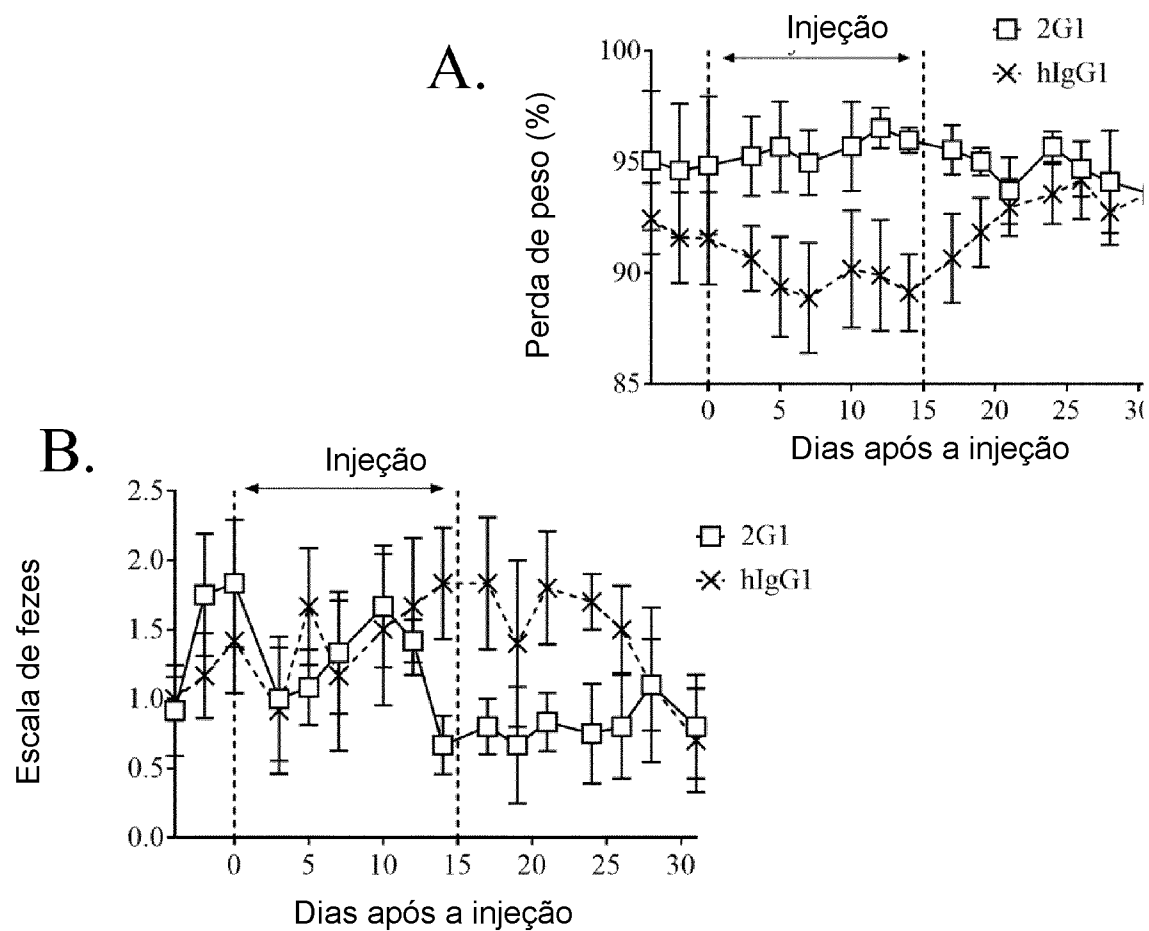 A.
Injeção
2G1
hIgG1
Perda de peso (%)
100
95
90
85
0 5 10 15 20 25 30
Dias após a injeção
B.
Injeção
2G1
hIgG1
Escala de fezes
2.5
2.0
1.5
1.0
0.5
0.0
0 5 10 15 20 25 30
Dias após a injeção